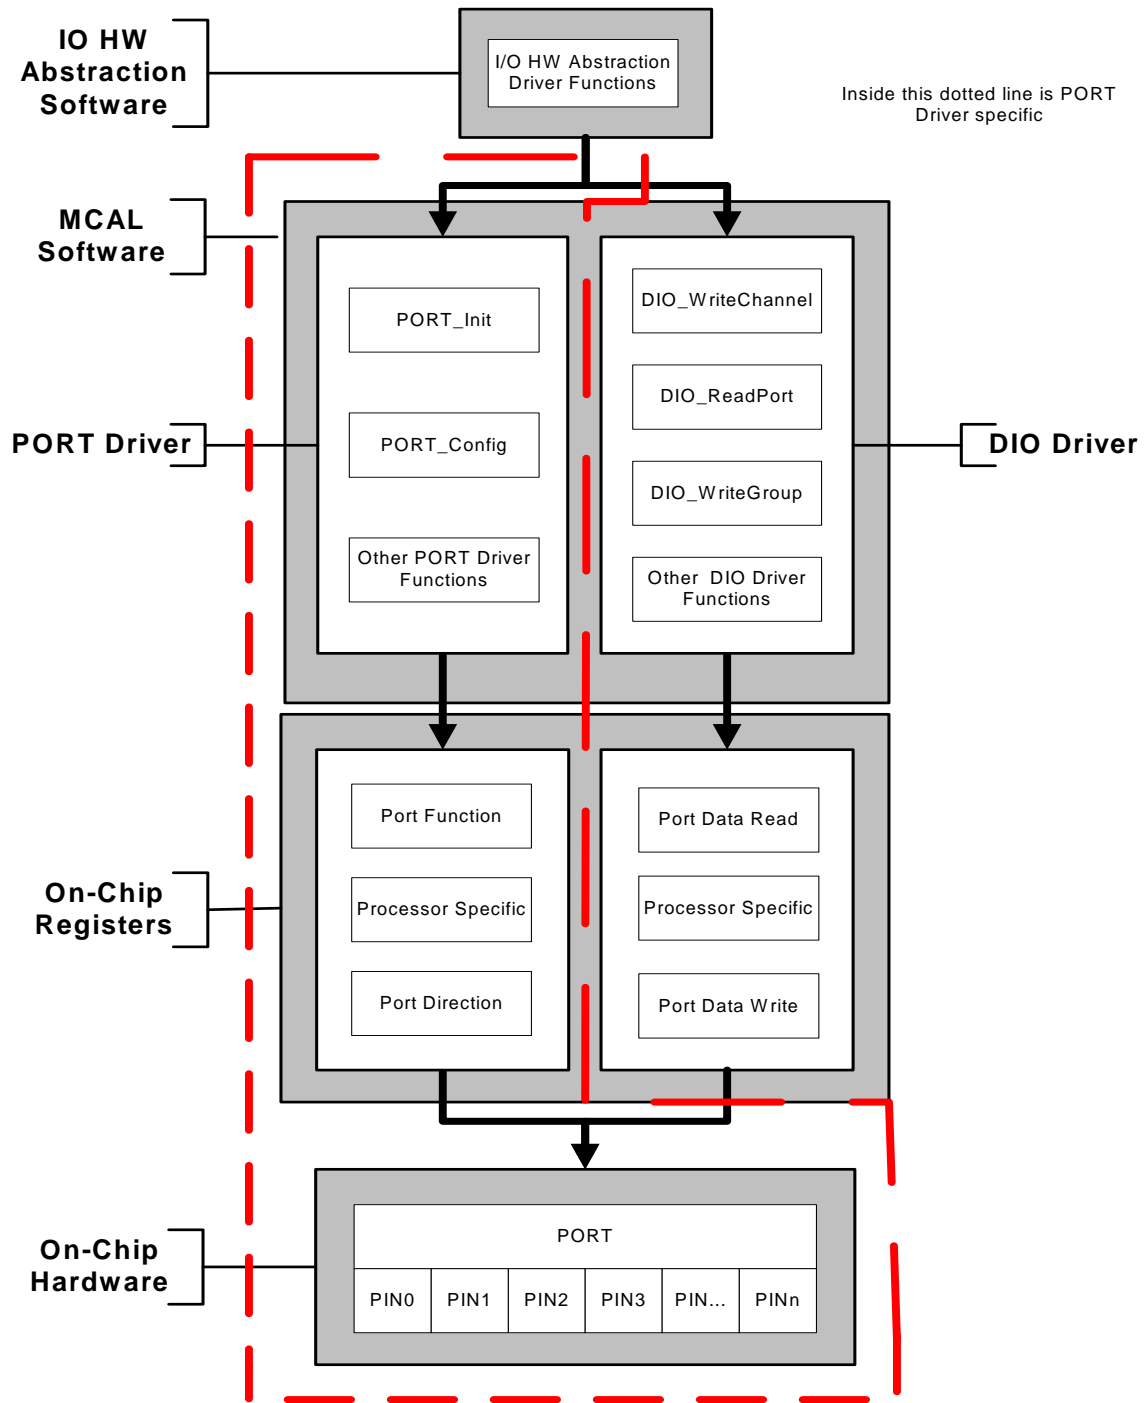 IO HW
Abstraction
Software
I/O HW Abstraction
Driver Functions
Inside this dotted line is PORT
Driver specific
MCAL
Software
PORT_Init
DIO_WriteChannel
DIO_ReadPort
PORT Driver
PORT_Config
DIO Driver
DIO_WriteGroup
Other PORT Driver
Functions
Other DIO Driver
Functions
Port Function
Port Data Read
On-Chip
Registers
Processor Specific
Processor Specific
Port Direction
Port Data Write
On-Chip
Hardware
PORT
PIN0 PIN1 PIN2 PIN3 PIN... PINn